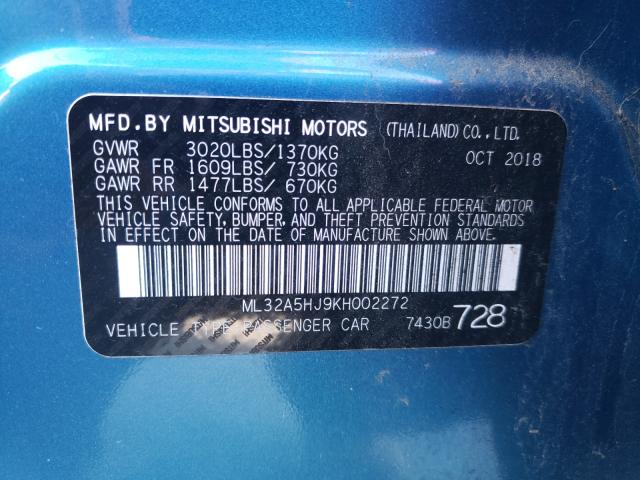 MFD.BY MITSUBISHI MOTORS (THAILAND)CO.,LTD.
GVWR 3020LBS/1370KG OCT 2018
GAWR FR 1609LBS/ 730KG
GAWR RR 1477LBS/ 670KG
THIS VEHICLE CONFORMS TO ALL APPLICABLE FEDERAL MOTOR
VEHICLE SAFETY, BUMPER, AND THEFT PREVENTION STANDARDS
IN EFFECT ON THE DATE OF MANUFACTURE SHOWN ABOVE.
ML32A5HJ9KH002272
VEHICLE TYPE PASSENGER CAR 7430B 728